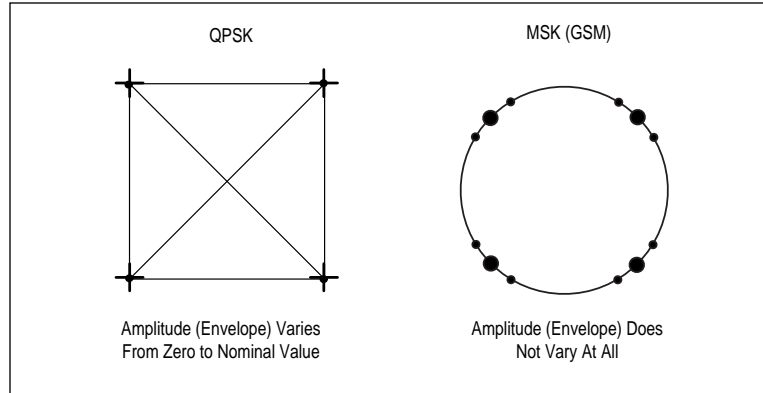 QPSK
MSK (GSM)
Amplitude (Envelope) Varies
From Zero to Nominal Value
Amplitude (Envelope) Does
Not Vary At All